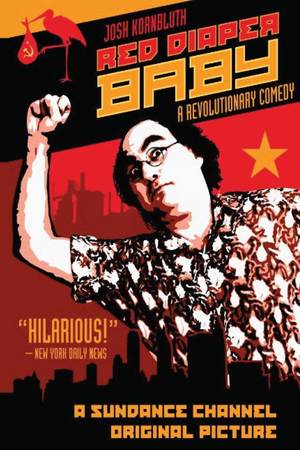 JOSH KORNBLUTH
RED DIAPER
BABY
A REVOLUTIONARY COMEDY
"HILARIOUS!"
– NEW YORK DAILY NEWS
A SUNDANCE CHANNEL
ORIGINAL PICTURE